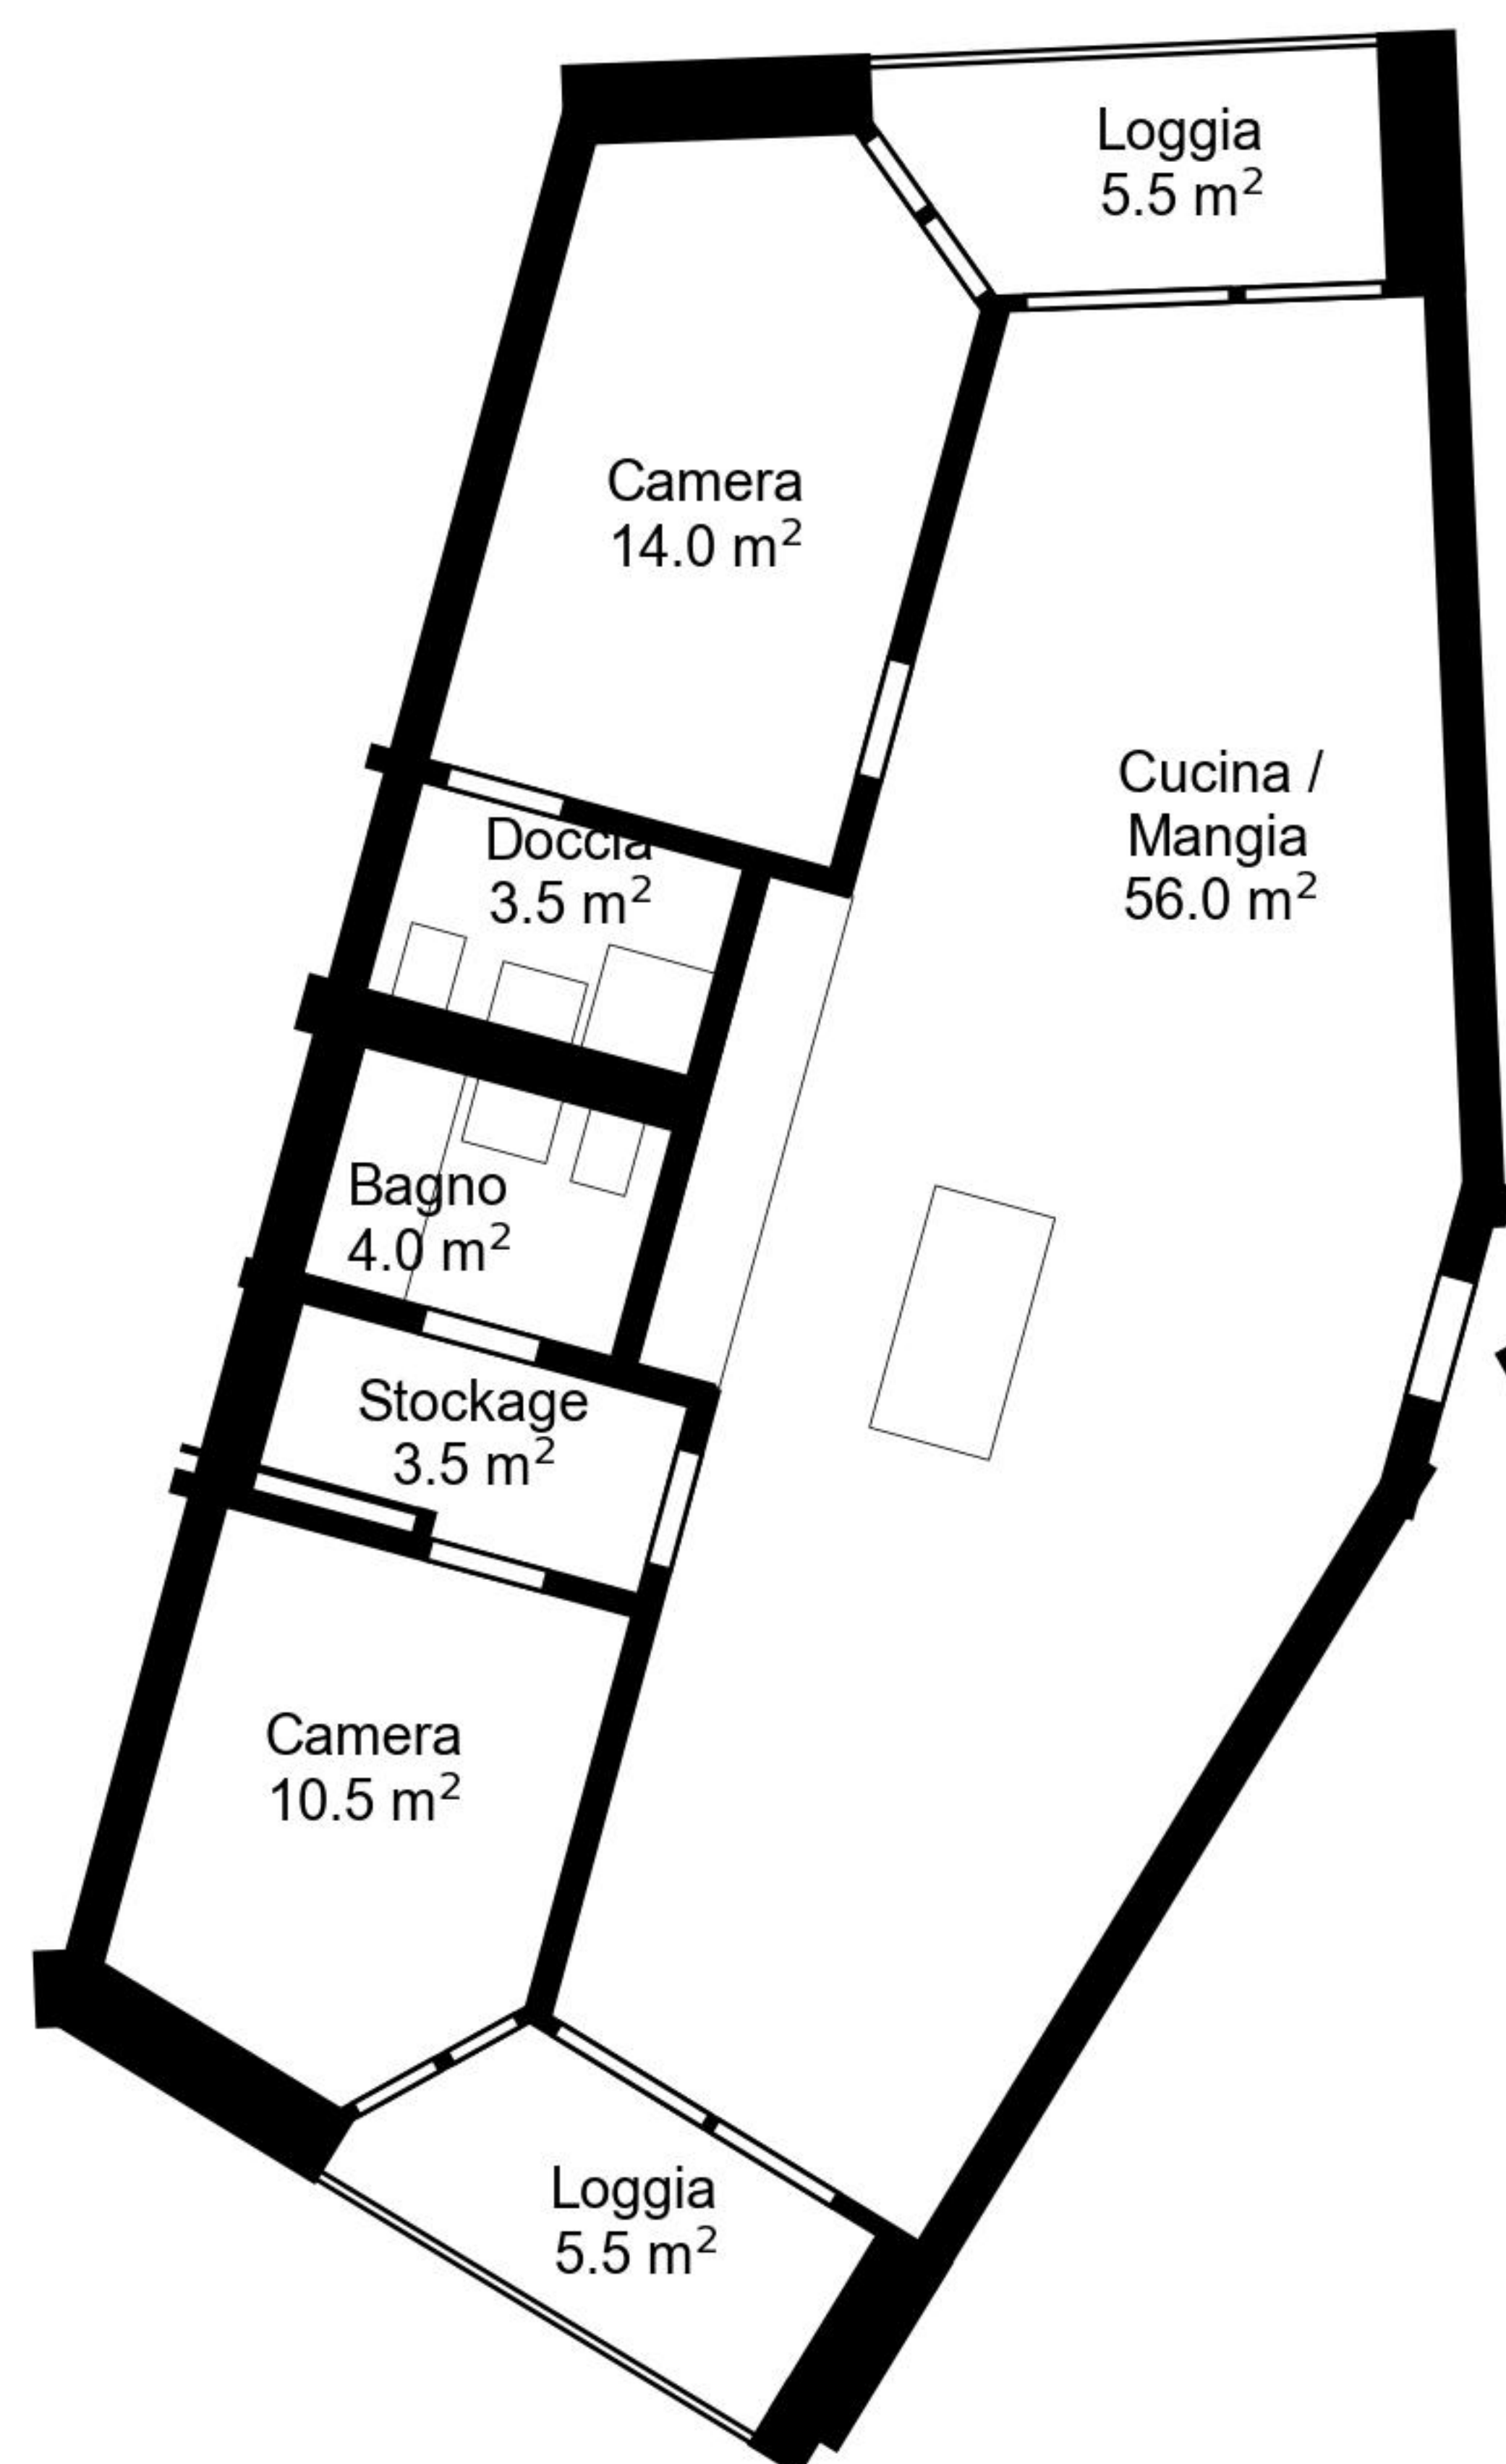 Loggia
5.5 m²
Camera
14.0 m²
Cucina /
Mangia
56.0 m²
Doccia
3.5 m²
Bagno
4.0 m²
Stockage
3.5 m²
Camera
10.5 m²
Loggia
5.5 m²